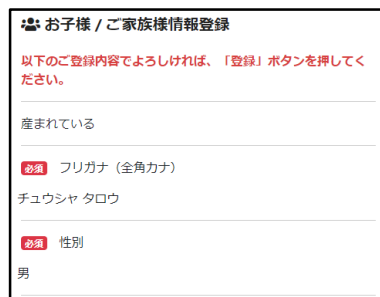 お子様 / ご家族様情報登録
以下のご登録内容でよろしければ、「登録」ボタンを押してく
ださい。
産まれている
必須 フリガナ（全角カナ）
チュウシャ タロウ
必須 性別
男